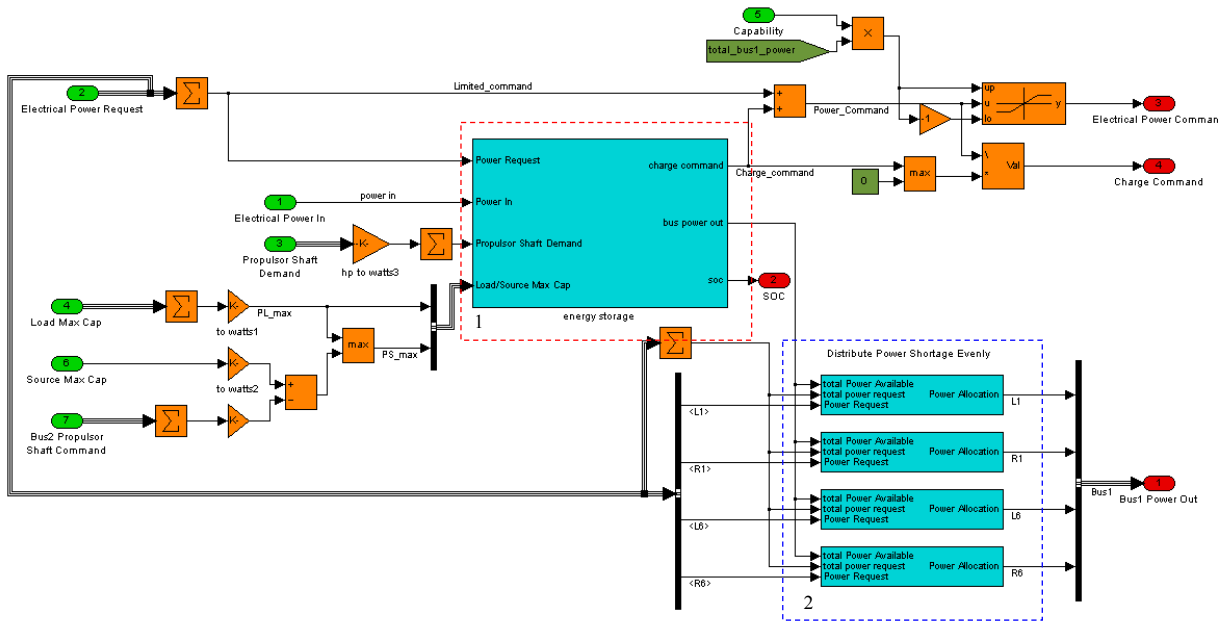 5
Capability
total_bus1_power
×
2
Electrical Power Request
Σ
Limited_command
+
+
Power_Command
-1
up
u
lo
y
3
Electrical Power Comman
Power Request
charge command
Charge_command
0
max
\
*
Val
4
Charge Command
power in
1
Electrical Power In
Power In
bus power out
3
Propulsor Shaft
Demand
-K-
hp to watts3
Σ
Propulsor Shaft Demand
Load/Source Max Cap
soc
2
SOC
1
energy storage
4
Load Max Cap
Σ
K-
to watts1
PL_max
max
PS_max
6
Source Max Cap
K-
to watts2
+
−
7
Bus2 Propulsor
Shaft Command
Σ
K-
Σ
Distribute Power Shortage Evenly
total Power Available
total power request
Power Request
Power Allocation
<L1>
L1
total Power Available
total power request
Power Request
Power Allocation
<R1>
R1
total Power Available
total power request
Power Request
Power Allocation
<L6>
L6
total Power Available
total power request
Power Request
Power Allocation
<R6>
R6
2
Bus1
1
Bus1 Power Out